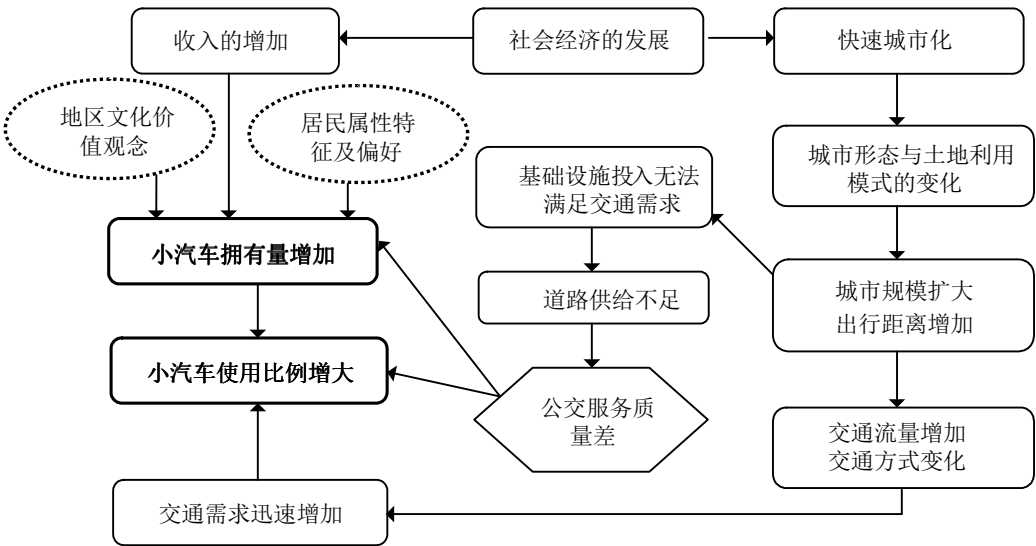 收入的增加
社会经济的发展
快速城市化
地区文化价
值观念
居民属性特
征及偏好
基础设施投入无法
满足交通需求
城市形态与土地利用
模式的变化
小汽车拥有量增加
道路供给不足
城市规模扩大
出行距离增加
小汽车使用比例增大
公交服务质
量差
交通流量增加
交通方式变化
交通需求迅速增加